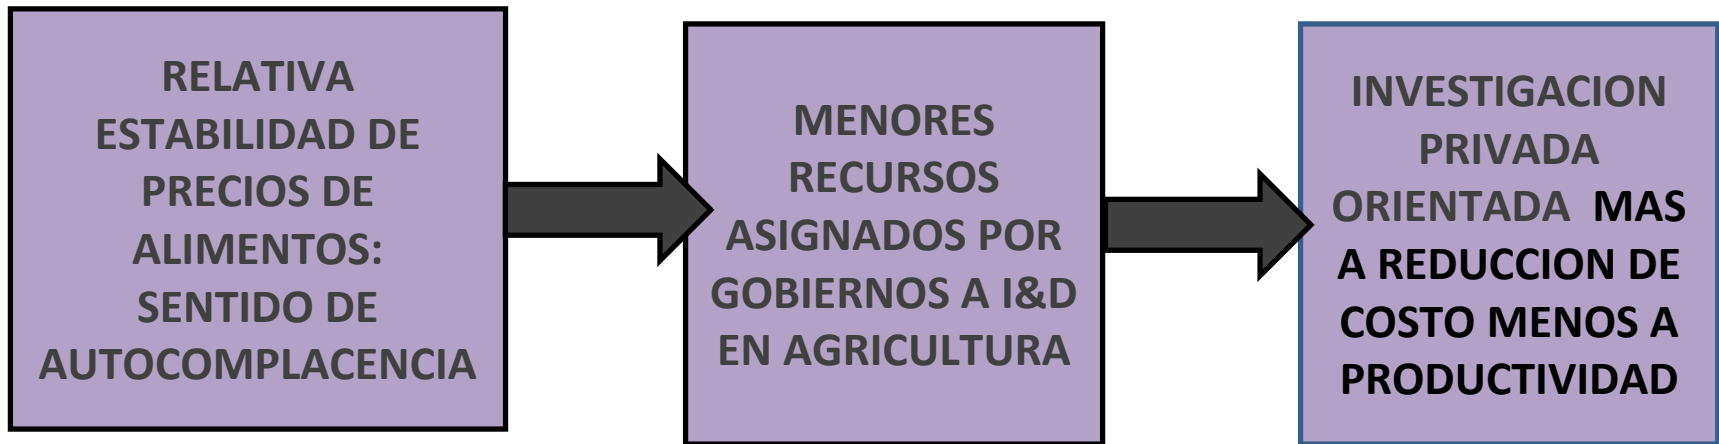 RELATIVA
ESTABILIDAD DE
PRECIOS DE
ALIMENTOS:
SENTIDO DE
AUTOCOMPLACENCIA
MENORES
RECURSOS
ASIGNADOS POR
GOBIERNOS A I&D
EN AGRICULTURA
INVESTIGACION
PRIVADA
ORIENTADA MAS
A REDUCCION DE
COSTO MENOS A
PRODUCTIVIDAD